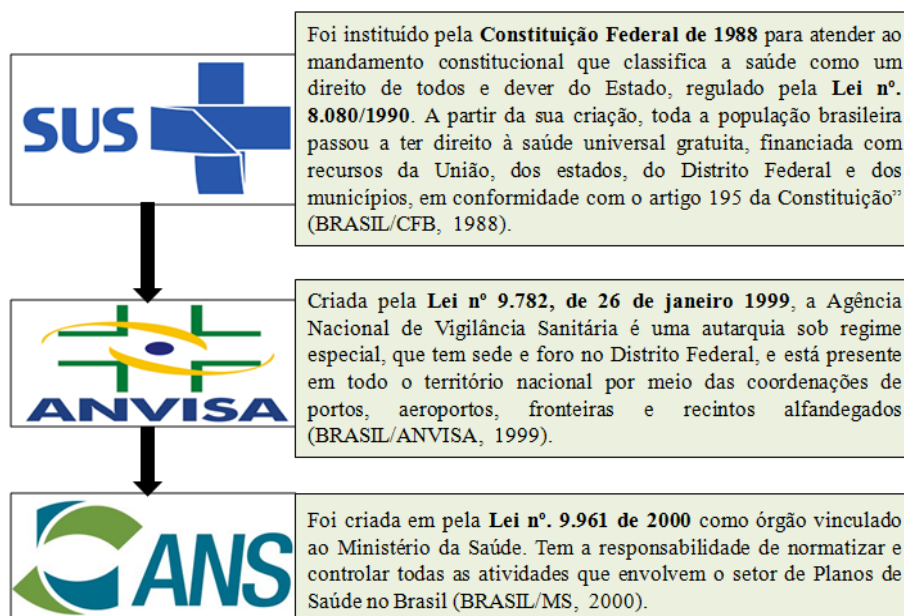 SUS
Foi instituído pela Constituição Federal de 1988 para atender ao
mandamento constitucional que classifica a saúde como um
direito de todos e dever do Estado, regulado pela Lei nº.
8.080/1990. A partir da sua criação, toda a população brasileira
passou a ter direito à saúde universal gratuita, financiada com
recursos da União, dos estados, do Distrito Federal e dos
municípios, em conformidade com o artigo 195 da Constituição”
(BRASIL/CFB, 1988).
ANVISA
Criada pela Lei nº 9.782, de 26 de janeiro 1999, a Agência
Nacional de Vigilância Sanitária é uma autarquia sob regime
especial, que tem sede e foro no Distrito Federal, e está presente
em todo o território nacional por meio das coordenações de
portos, aeroportos, fronteiras e recintos alfandegados
(BRASIL/ANVISA, 1999).
ANS
Foi criada em pela Lei nº. 9.961 de 2000 como órgão vinculado
ao Ministério da Saúde. Tem a responsabilidade de normatizar e
controlar todas as atividades que envolvem o setor de Planos de
Saúde no Brasil (BRASIL/MS, 2000).